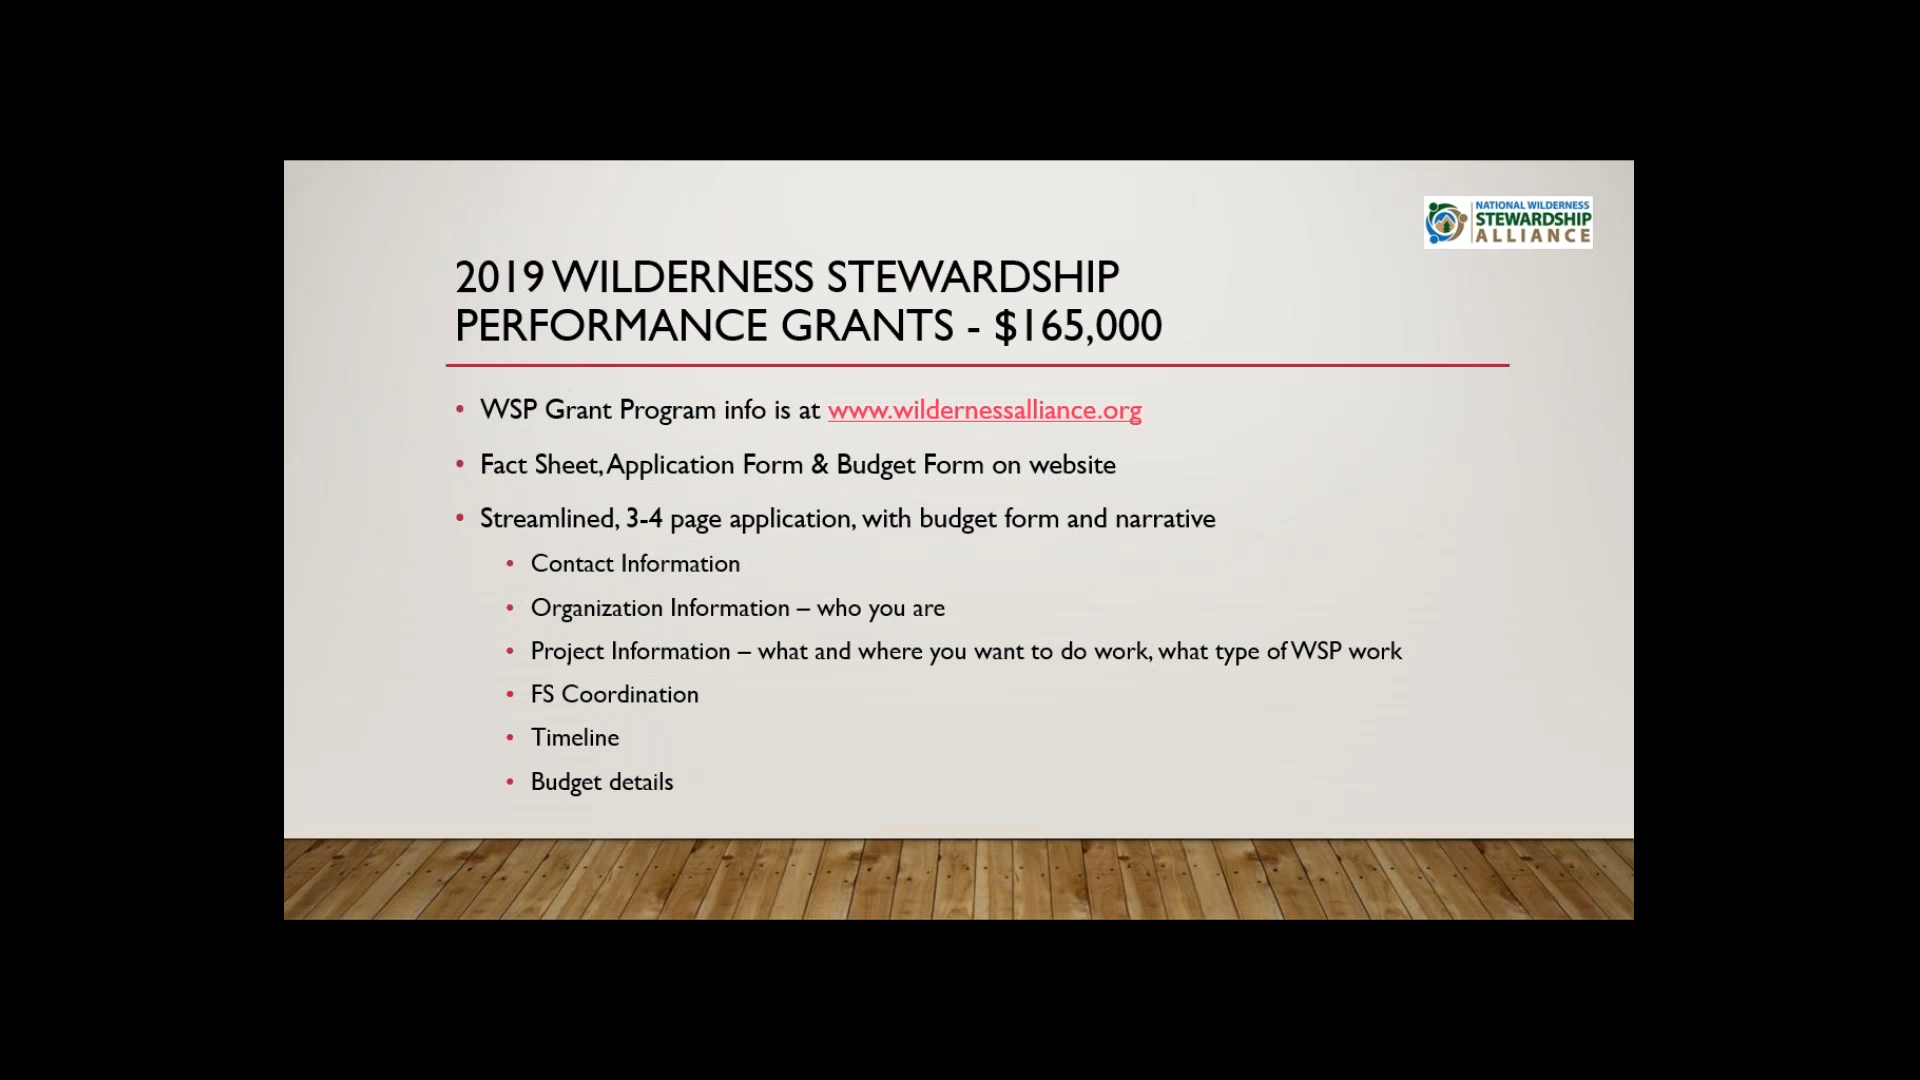 NATIONAL WILDERNESS
STEWARDSHIP
ALLIANCE
2019 WILDERNESS STEWARDSHIP
PERFORMANCE GRANTS - $165,000
• WSP Grant Program info is at www.wildernessalliance.org
• Fact Sheet, Application Form & Budget Form on website
• Streamlined, 3-4 page application, with budget form and narrative
• Contact Information
• Organization Information – who you are
• Project Information – what and where you want to do work, what type of WSP work
• FS Coordination
• Timeline
• Budget details